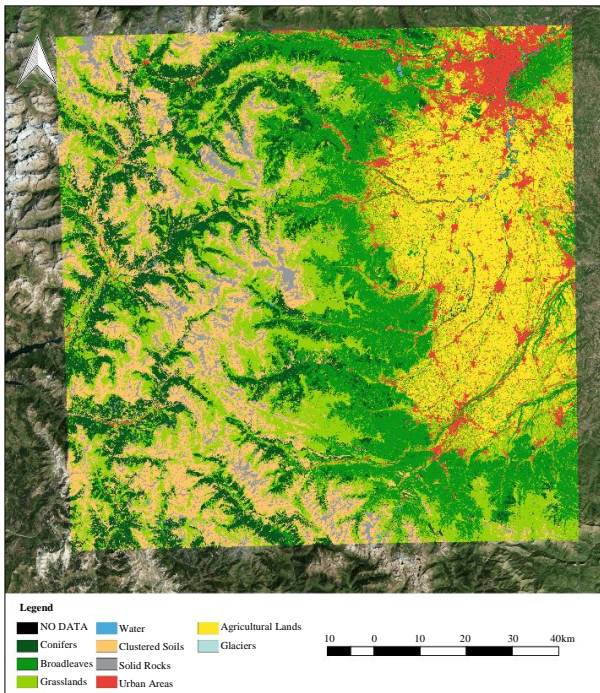 Legend
NO DATA
Conifers
Broadleaves
Grasslands
Water
Clustered Soils
Solid Rocks
Urban Areas
Agricultural Lands
Glaciers
10 0 10 20 30 40km